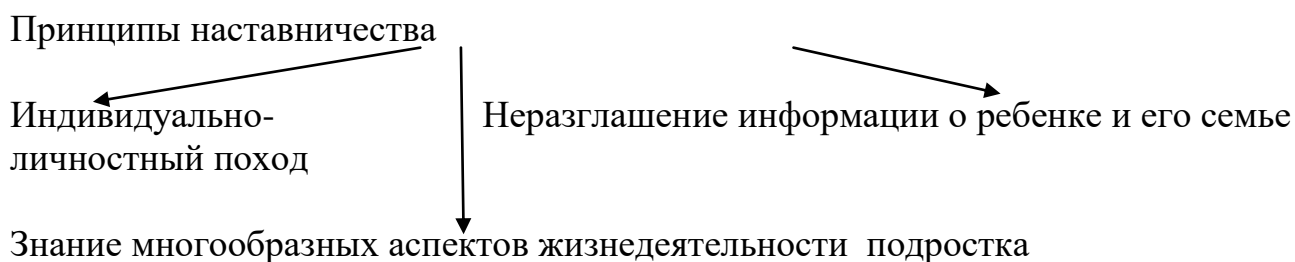 Принципы наставничества
Индивидуально- Неразглашение информации о ребенке и его семье
личностный поход
Знание многообразных аспектов жизнедеятельности подростка